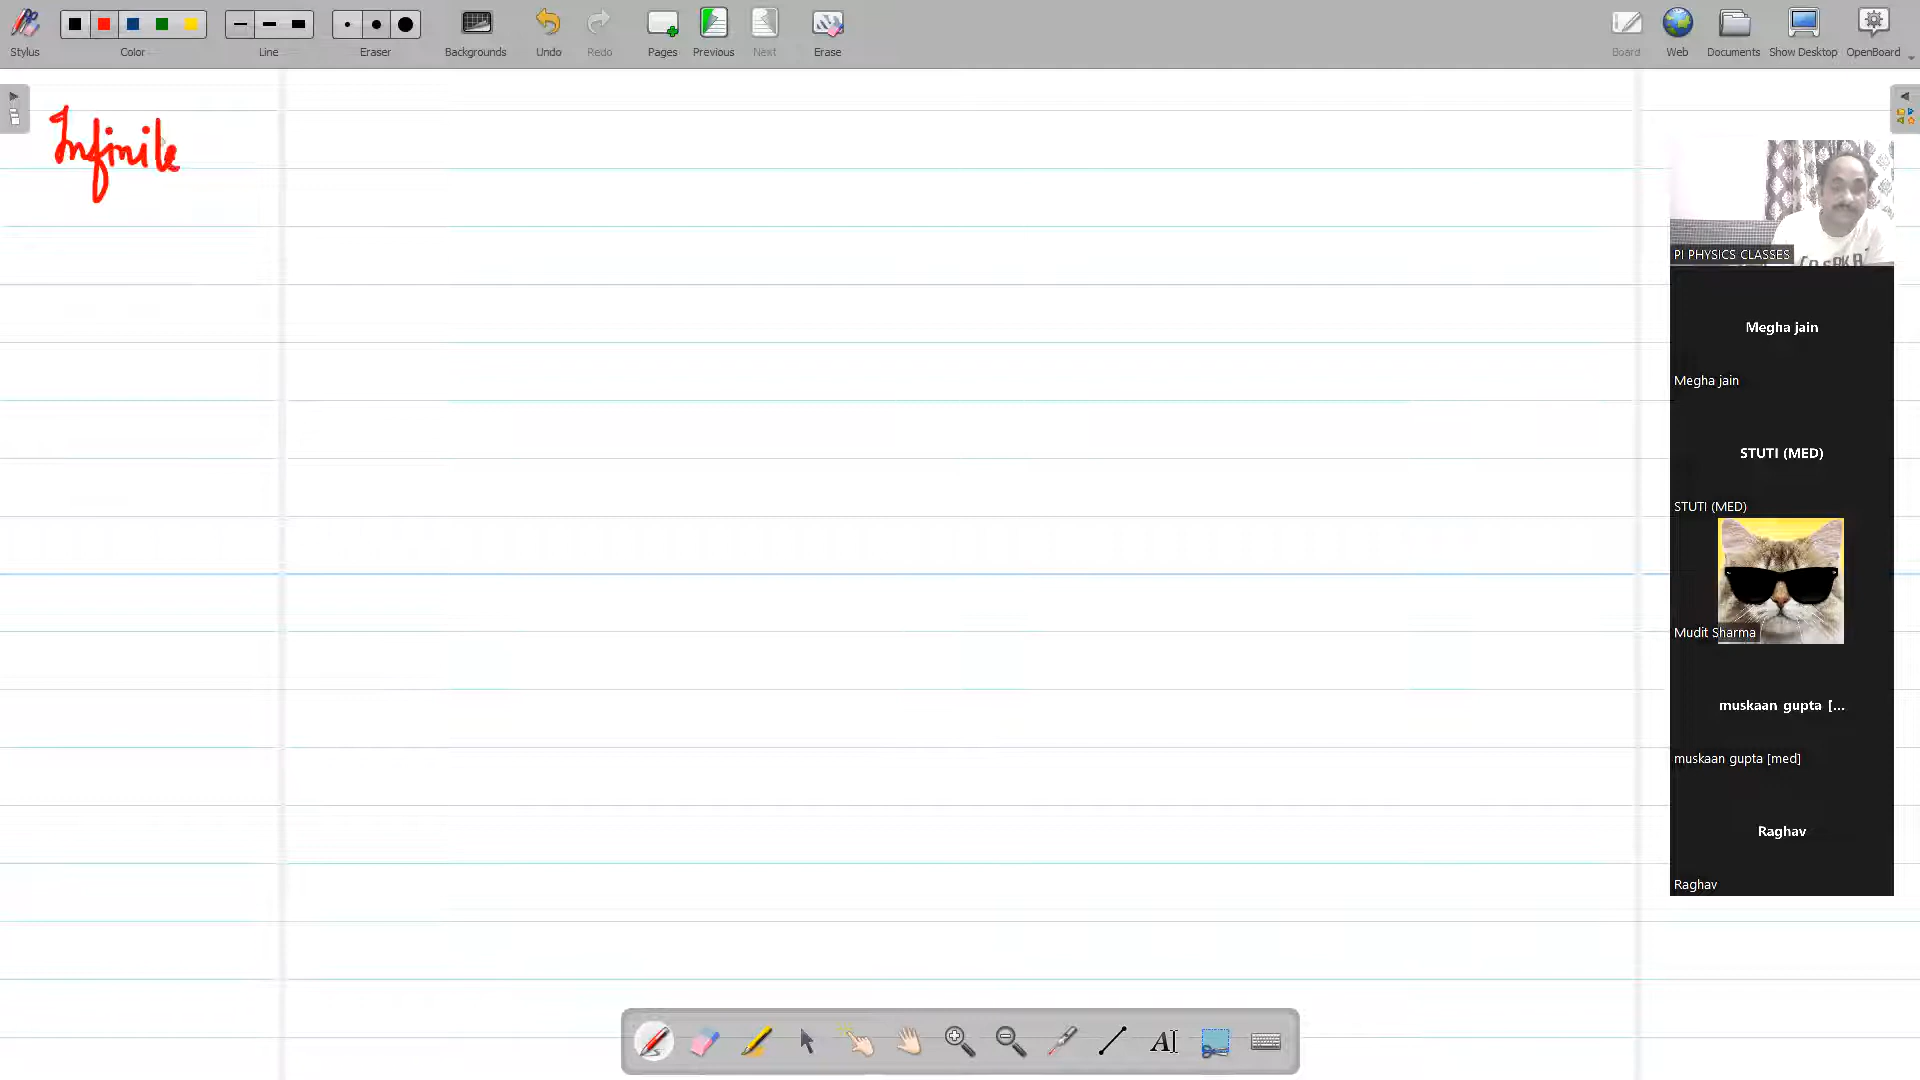 Stylus
Color
Line
Eraser
Backgrounds
Undo
Redo
Pages
Previous
Next
Erase
Board
Web
Documents
Show Desktop
OpenBoard
Infinite
PI PHYSICS CLASSES
Megha jain
Megha jain
STUTI (MED)
STUTI (MED)
Mudit Sharma
muskaan gupta [...
muskaan gupta [med]
Raghav
Raghav